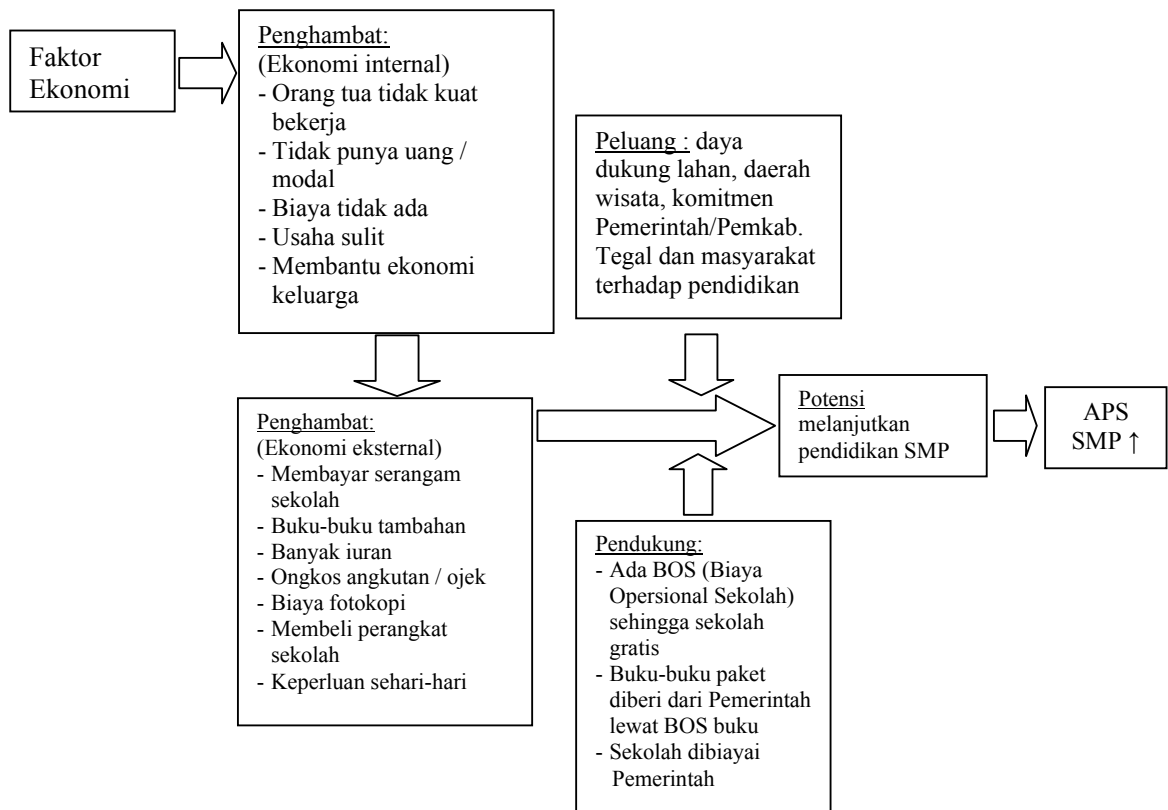 Faktor
Ekonomi
Penghambat:
(Ekonomi internal)
- Orang tua tidak kuat
bekerja
- Tidak punya uang /
modal
- Biaya tidak ada
- Usaha sulit
- Membantu ekonomi
keluarga
Peluang : daya
dukung lahan, daerah
wisata, komitmen
Pemerintah/Pemkab.
Tegal dan masyarakat
terhadap pendidikan
Penghambat:
(Ekonomi eksternal)
- Membayar serangam
sekolah
- Buku-buku tambahan
- Banyak iuran
- Ongkos angkutan / ojek
- Biaya fotokopi
- Membeli perangkat
sekolah
- Keperluan sehari-hari
Potensi
melanjutkan
pendidikan SMP
APS
SMP ↑
Pendukung:
- Ada BOS (Biaya
Opersional Sekolah)
sehingga sekolah
gratis
- Buku-buku paket
diberi dari Pemerintah
lewat BOS buku
- Sekolah dibiayai
Pemerintah